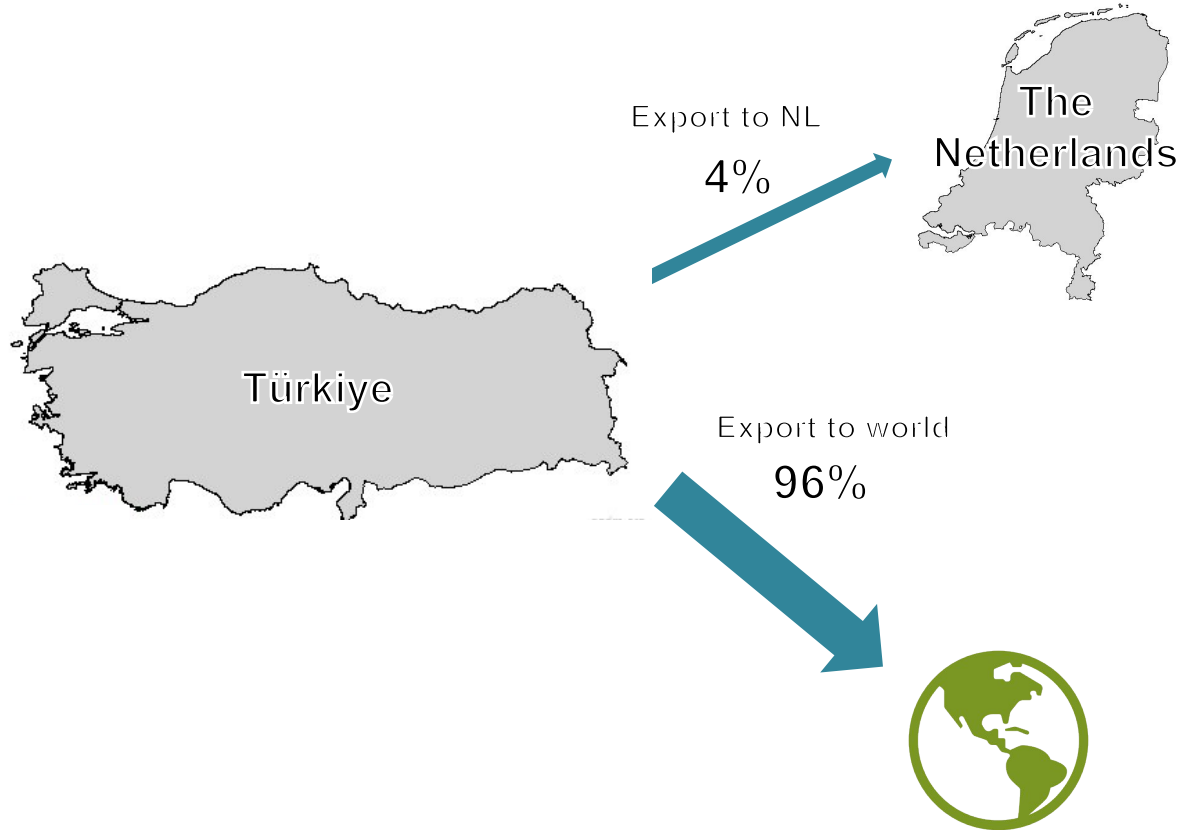 Export to NL
4%
The
Netherlands
Türkiye
Export to world
96%